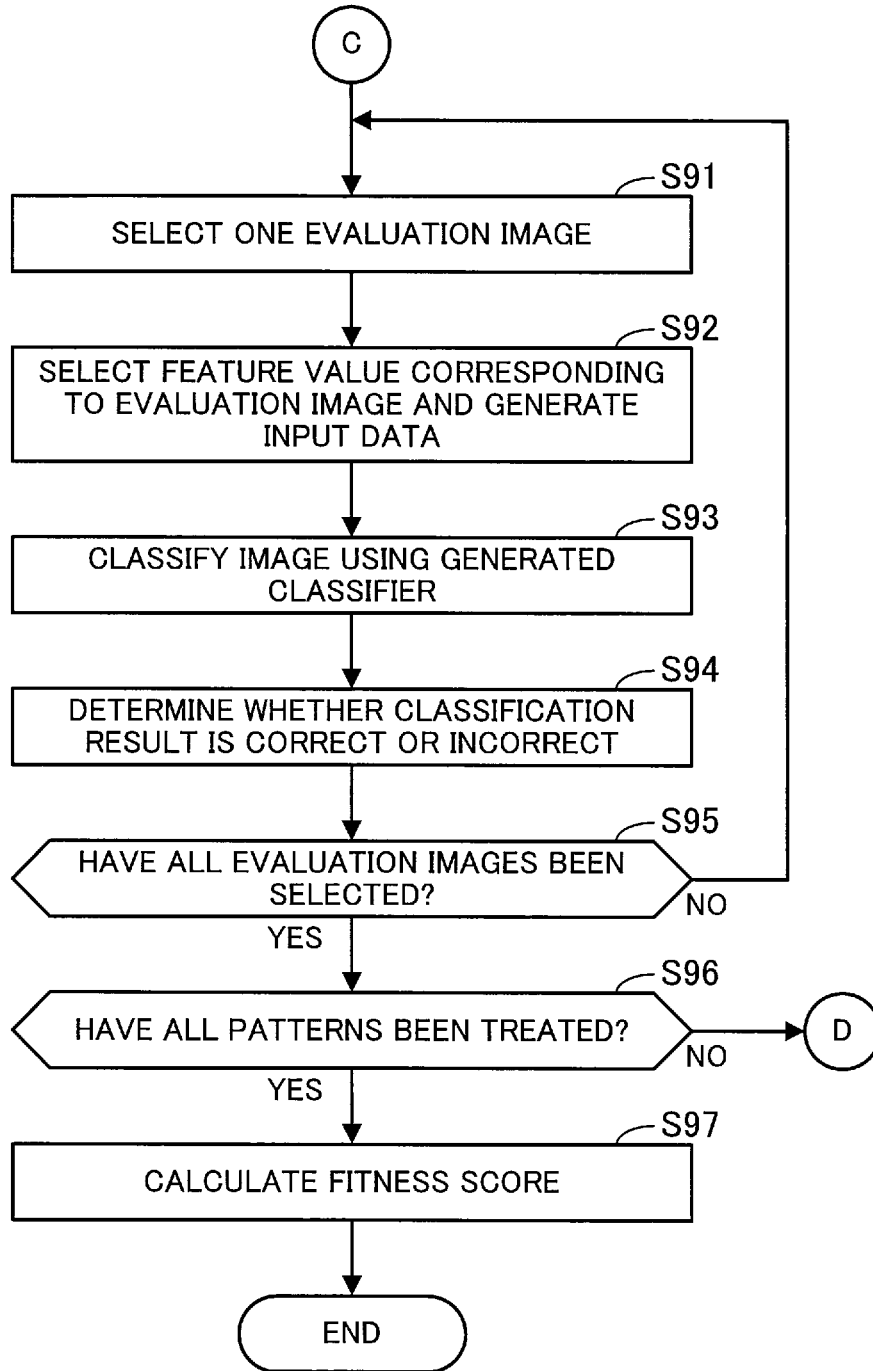 C
S91
SELECT ONE EVALUATION IMAGE
S92
SELECT FEATURE VALUE CORRESPONDING
TO EVALUATION IMAGE AND GENERATE
INPUT DATA
S93
CLASSIFY IMAGE USING GENERATED
CLASSIFIER
S94
DETERMINE WHETHER CLASSIFICATION
RESULT IS CORRECT OR INCORRECT
S95
HAVE ALL EVALUATION IMAGES BEEN
SELECTED?
NO
YES
S96
HAVE ALL PATTERNS BEEN TREATED?
D
NO
YES
S97
CALCULATE FITNESS SCORE
END